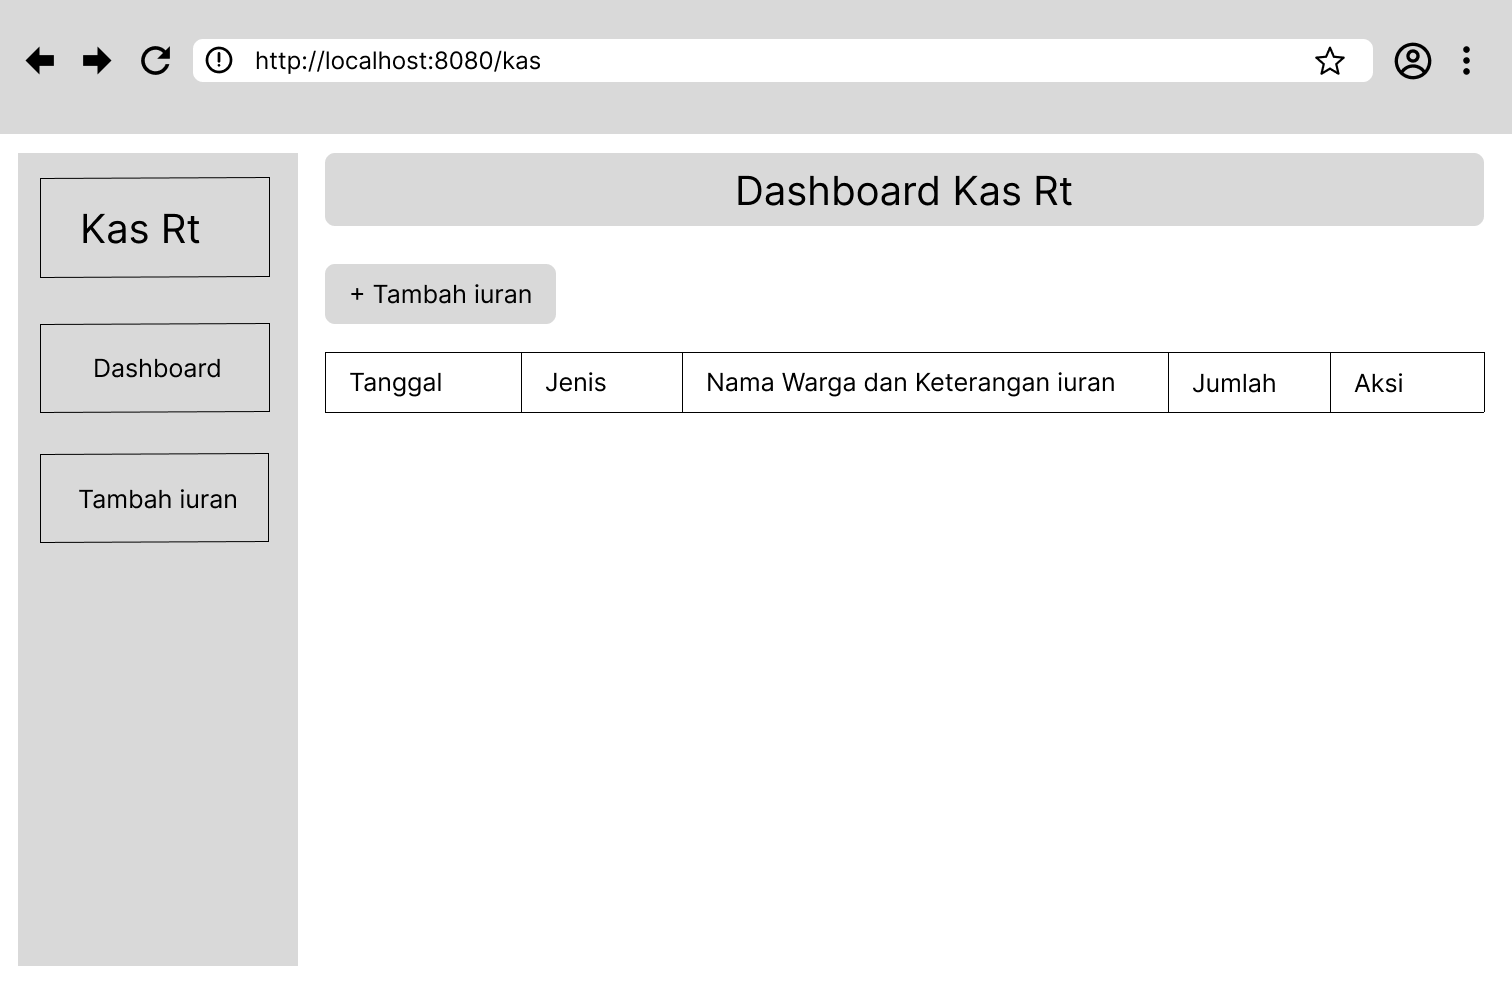 http://localhost:8080/kas
Kas Rt
Dashboard
Tambah iuran
Dashboard Kas Rt
+ Tambah iuran
Tanggal
Jenis
Nama Warga dan Keterangan iuran
Jumlah
Aksi